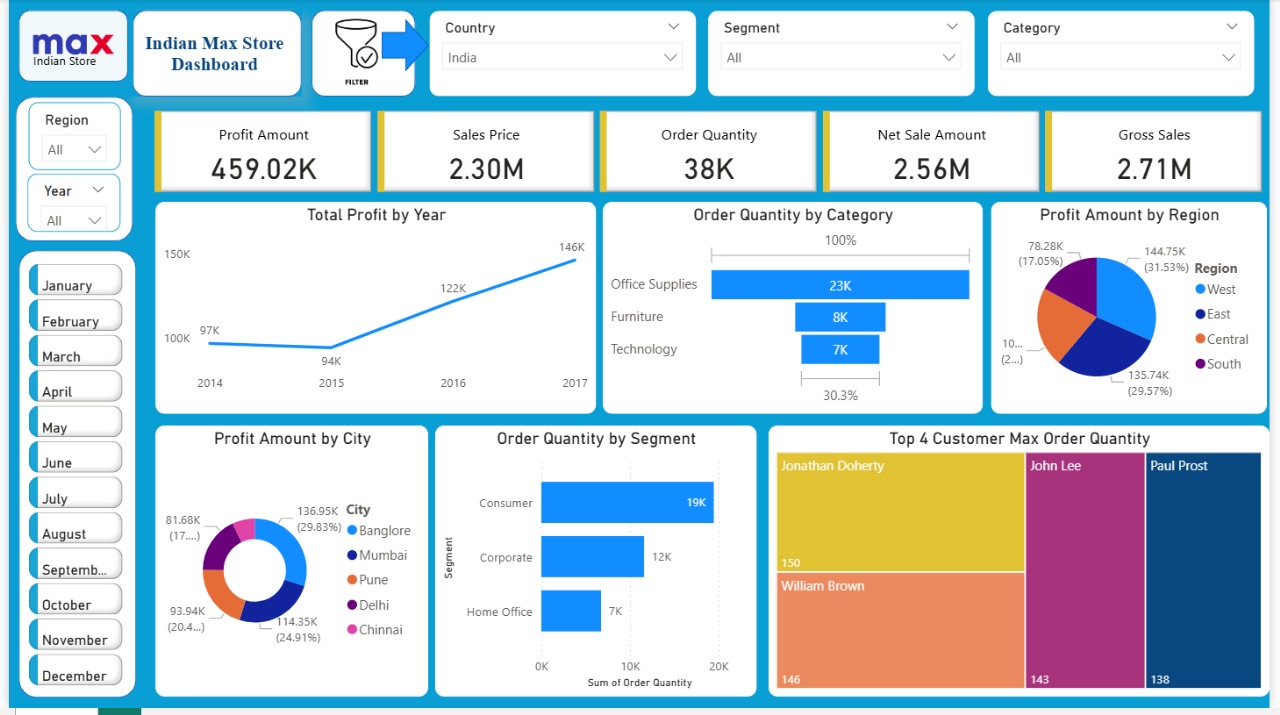 max
Indian Store
Indian Max Store
Dashboard
FILTER
Country
India
Segment
All
Category
All
Region
All
Year
All
Profit Amount
459.02K
Sales Price
2.30M
Order Quantity
38K
Net Sale Amount
2.56M
Gross Sales
2.71M
January
February
March
April
May
June
July
August
Septemb...
October
November
December
Total Profit by Year
150K
100K
97K
94K
122K
146K
2014
2015
2016
2017
Order Quantity by Category
100%
Office Supplies
23K
Furniture
8K
Technology
7K
30.3%
Profit Amount by Region
78.28K
(17.05%)
144.75K
(31.53%)
10...
(2...)
135.74K
(29.57%)
Region
West
East
Central
South
Profit Amount by City
81.68K
(17....)
136.95K
(29.83%)
93.94K
(20.4...)
114.35K
(24.91%)
City
Banglore
Mumbai
Pune
Delhi
Chinnai
Order Quantity by Segment
Segment
Consumer
19K
Corporate
12K
Home Office
7K
0K
10K
20K
Sum of Order Quantity
Top 4 Customer Max Order Quantity
Jonathan Doherty
150
William Brown
146
John Lee
143
Paul Prost
138